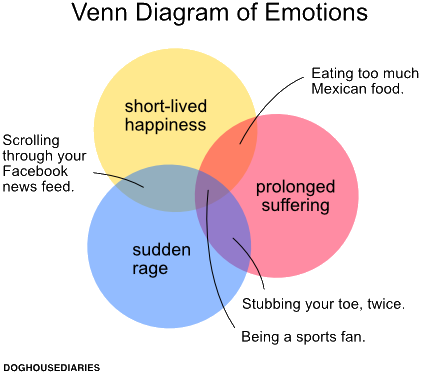 Venn Diagram of Emotions
short-lived
happiness
Eating too much
Mexican food.
Scrolling
through your
Facebook
news feed.
prolonged
suffering
sudden
rage
Stubbing your toe, twice.
Being a sports fan.
DOGHOUSEDIARIES